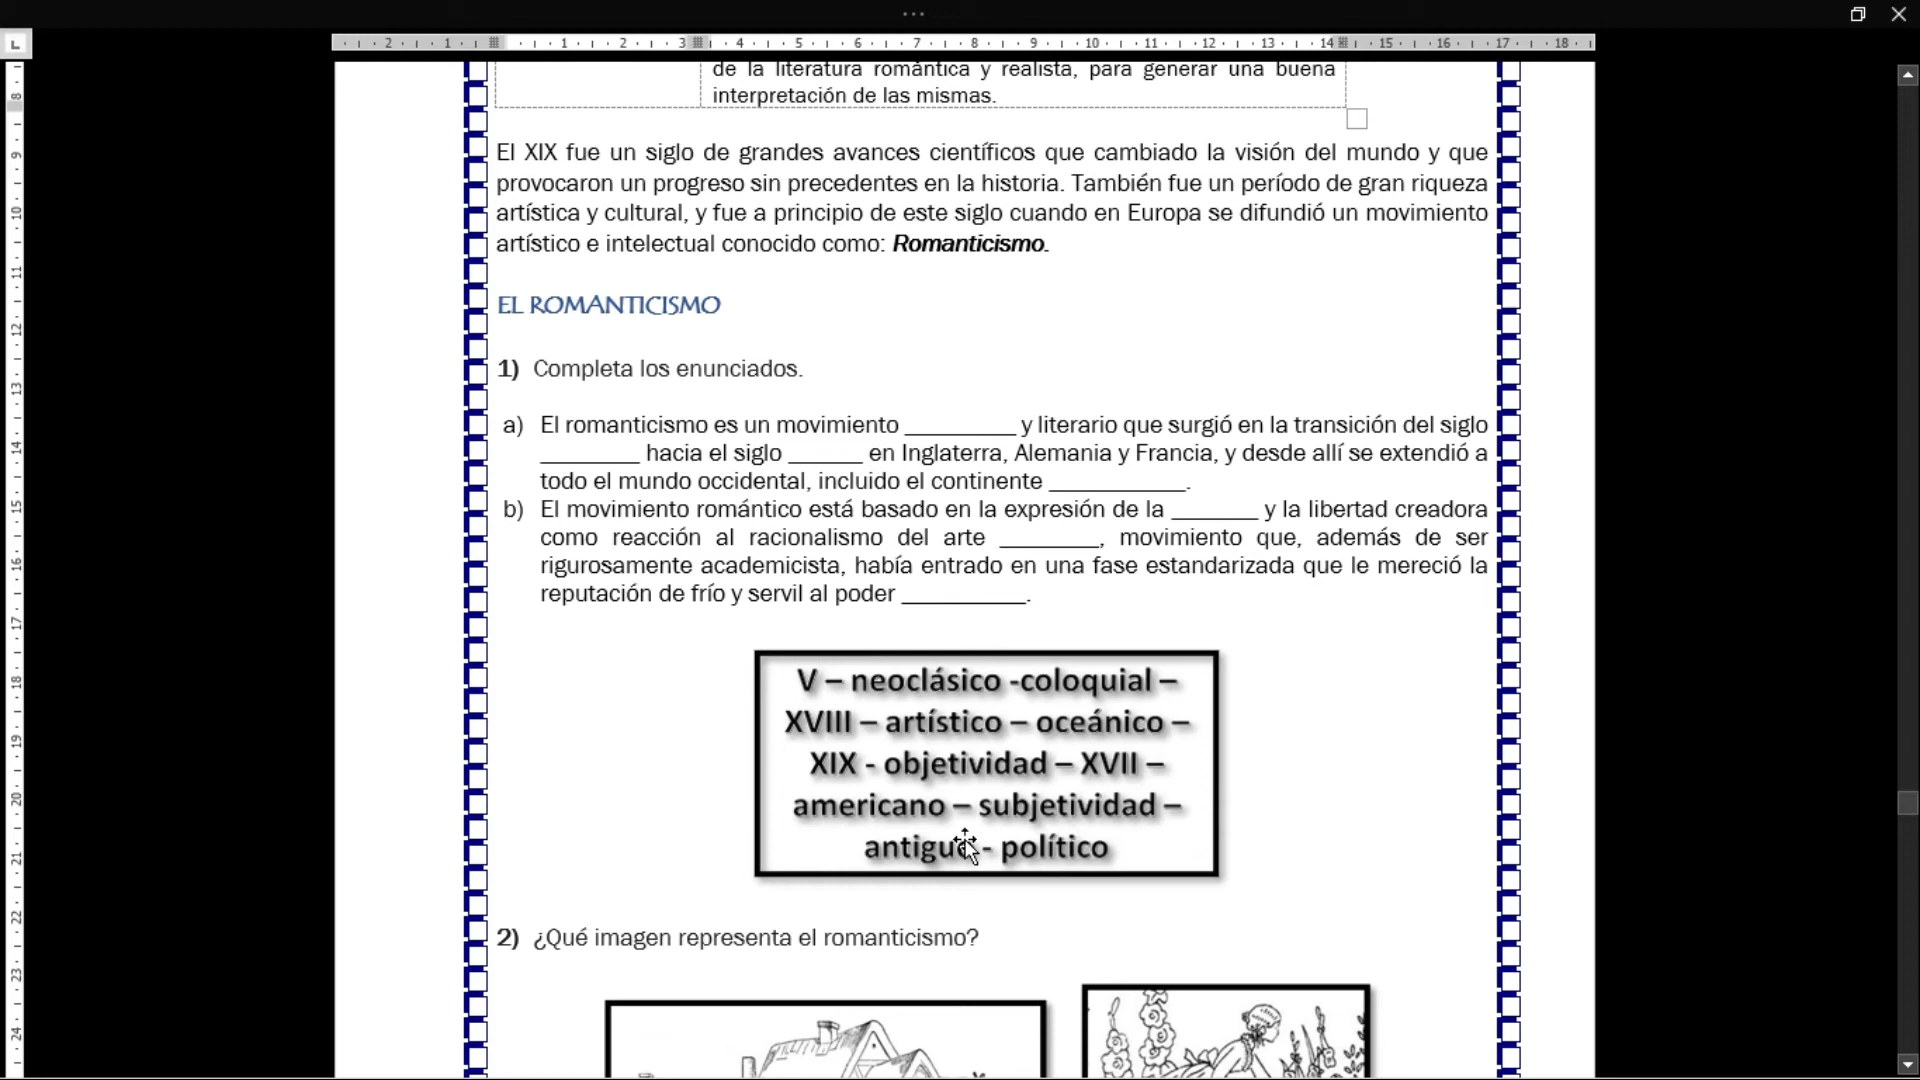 de la literatura romántica y realista, para generar una buena
interpretación de las mismas.
El XIX fue un siglo de grandes avances científicos que cambiado la visión del mundo y que
provocaron un progreso sin precedentes en la historia. También fue un período de gran riqueza
artística y cultural, y fue a principio de este siglo cuando en Europa se difundió un movimiento
artístico e intelectual conocido como: Romanticismo.
EL ROMANTICISMO
1) Completa los enunciados.
a) El romanticismo es un movimiento _________ y literario que surgió en la transición del siglo
________ hacia el siglo ______ en Inglaterra, Alemania y Francia, y desde allí se extendió a
todo el mundo occidental, incluido el continente ___________.
b) El movimiento romántico está basado en la expresión de la _______ y la libertad creadora
como reacción al racionalismo del arte ________, movimiento que, además de ser
rigurosamente academicista, había entrado en una fase estandarizada que le mereció la
reputación de frío y servil al poder __________.
V – neoclásico -coloquial –
XVIII – artístico – oceánico –
XIX - objetividad – XVII –
americano – subjetividad –
antiguo - político
2) ¿Qué imagen representa el romanticismo?